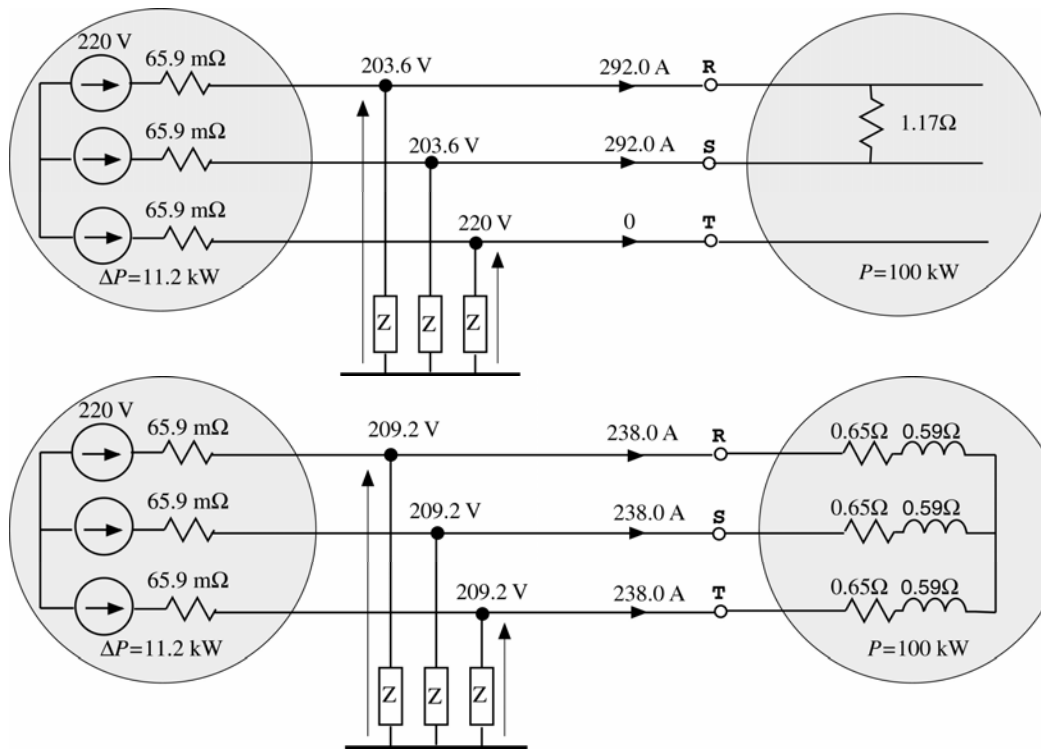 220 V
65.9 mΩ
203.6 V
292.0 A
R
65.9 mΩ
203.6 V
292.0 A
S
1.17Ω
65.9 mΩ
220 V
0
T
ΔP=11.2 kW
P=100 kW
Z Z Z
220 V
65.9 mΩ
209.2 V
238.0 A
R
0.65Ω 0.59Ω
65.9 mΩ
209.2 V
238.0 A
S
0.65Ω 0.59Ω
65.9 mΩ
209.2 V
238.0 A
T
0.65Ω 0.59Ω
ΔP=11.2 kW
P=100 kW
Z Z Z